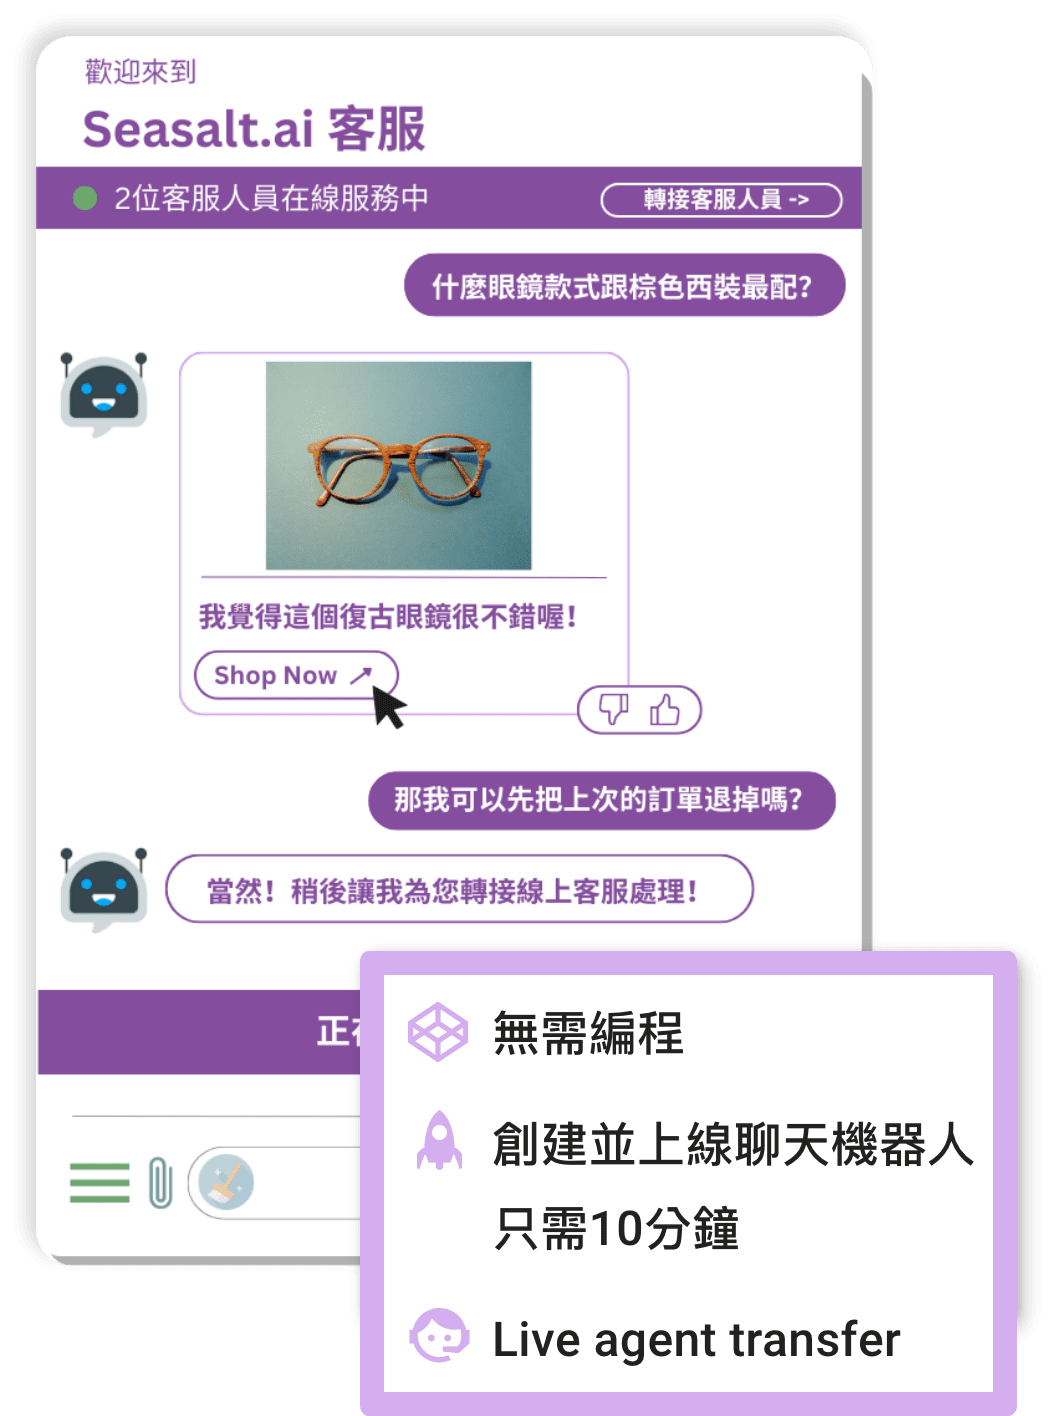 歡迎來到
Seasalt.ai 客服
2位客服人員在線服務中
轉接客服人員 ->
什麼眼鏡款式跟棕色西裝最配?
我覺得這個復古眼鏡很不錯喔!
Shop Now
那我可以先把上次的訂單退掉嗎?
當然! 稍後讓我為您轉接線上客服處理!
正
無需編程
創建並上線聊天機器人
只需10分鐘
Live agent transfer